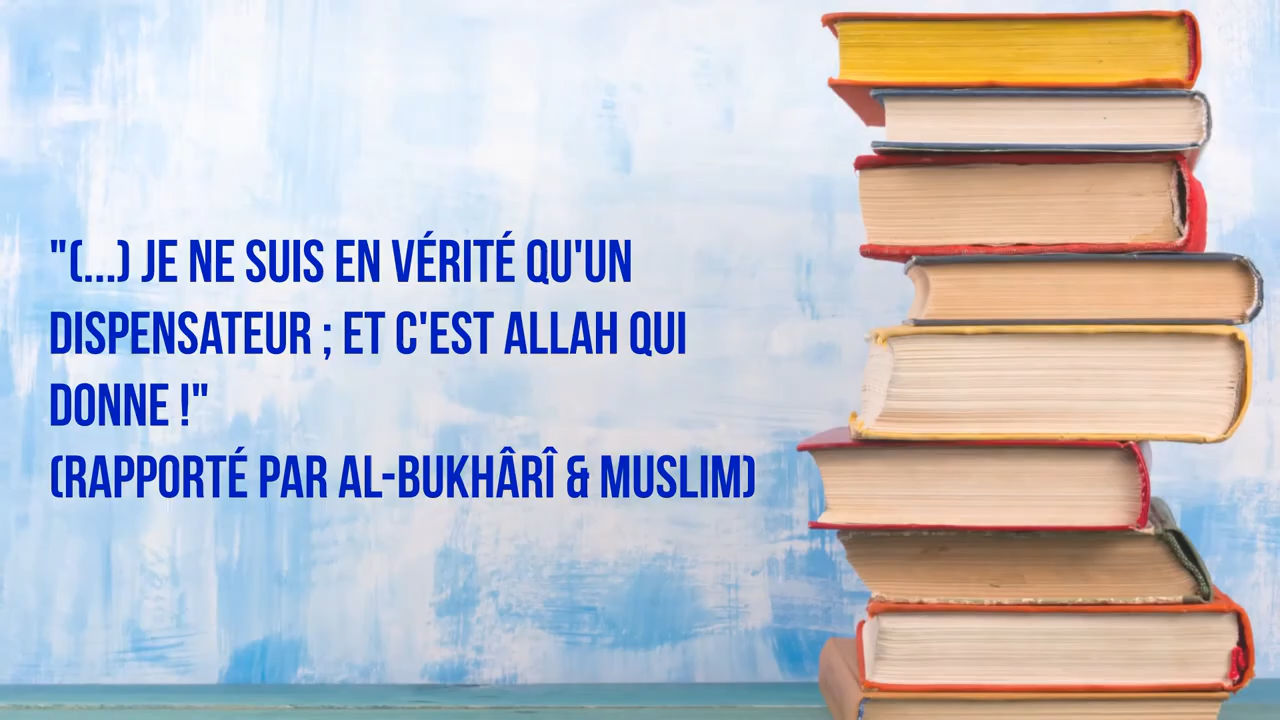 "(...) JE NE SUIS EN VÉRITÉ QU'UN
DISPENSATEUR ; ET C'EST ALLAH QUI
DONNE !"
(RAPPORTÉ PAR AL-BUKHÂRÎ & MUSLIM)